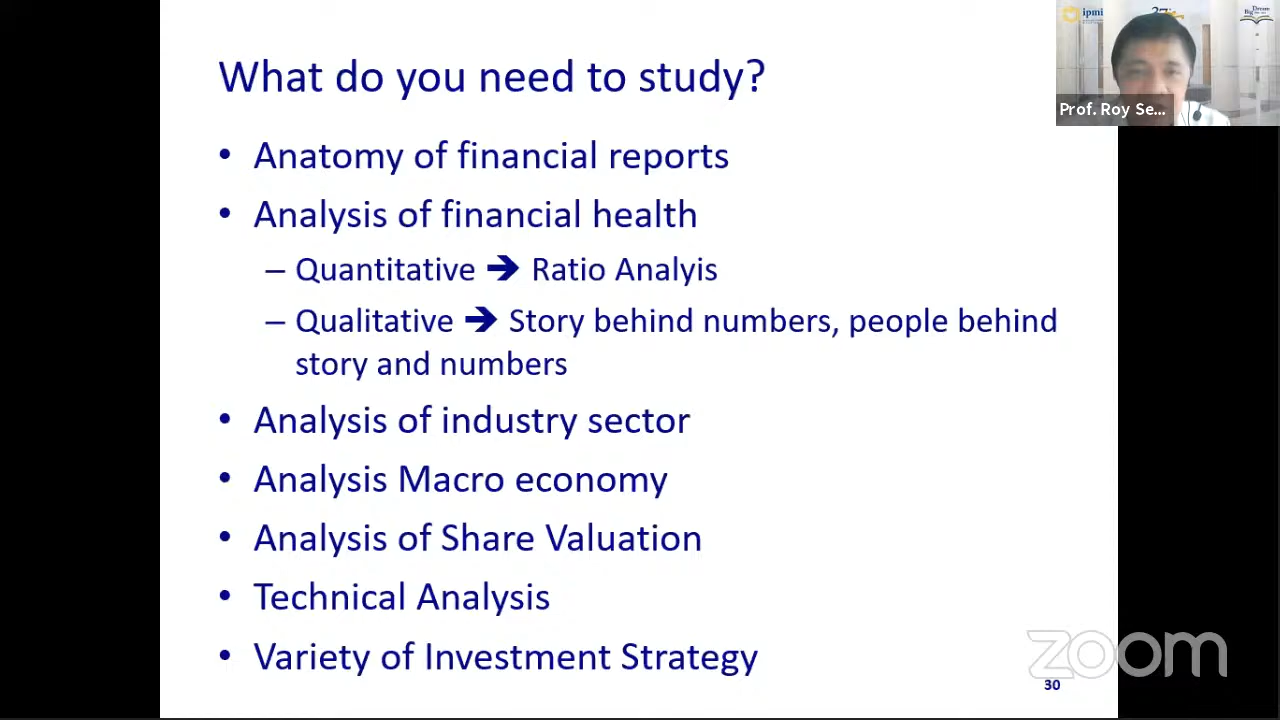 What do you need to study?
• Anatomy of financial reports
• Analysis of financial health
– Quantitative ➔ Ratio Analyis
– Qualitative ➔ Story behind numbers, people behind
story and numbers
• Analysis of industry sector
• Analysis Macro economy
• Analysis of Share Valuation
• Technical Analysis
• Variety of Investment Strategy
30
zoom
ipmi
Prof. Roy Se...